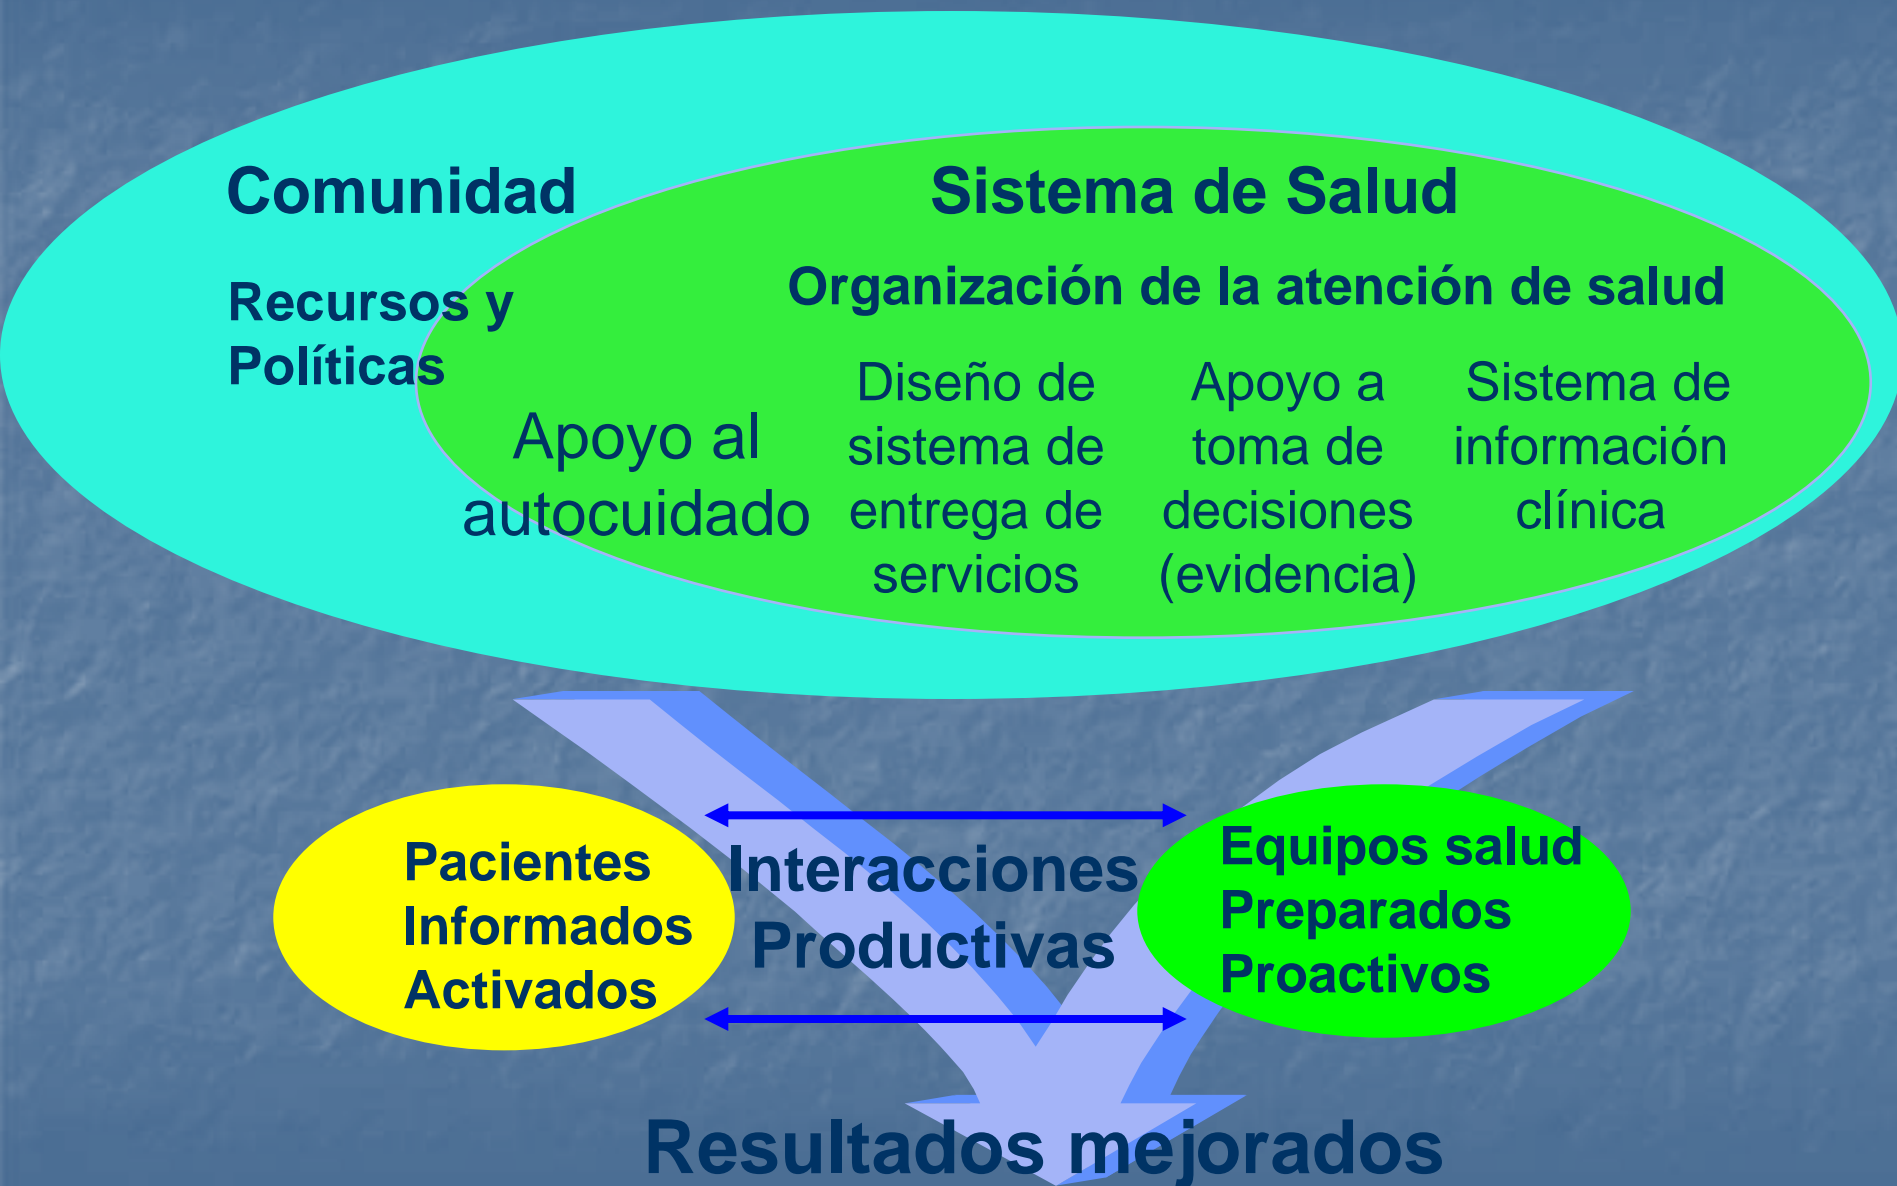 Comunidad
Recursos y
Políticas
Sistema de Salud
Organización de la atención de salud
Apoyo al
autocuidado
Diseño de
sistema de
entrega de
servicios
Apoyo a
toma de
decisiones
(evidencia)
Sistema de
información
clínica
Pacientes
Informados
Activados
Interacciones
Productivas
Equipos salud
Preparados
Proactivos
Resultados mejorados